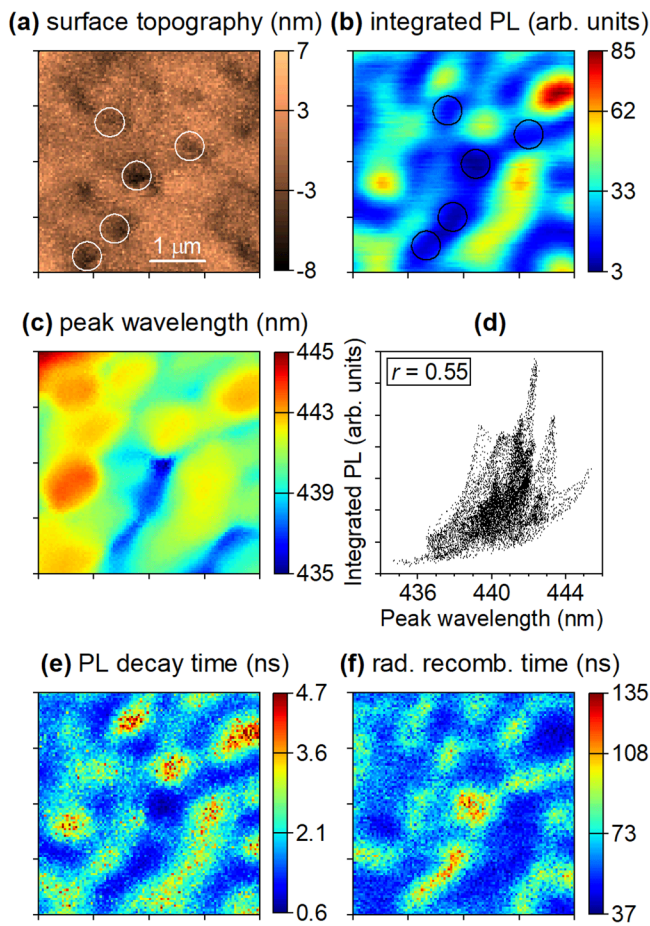 (a) surface topography (nm)
7
3
-3
-8
1 µm
(b) integrated PL (arb. units)
85
62
33
3
(c) peak wavelength (nm)
445
443
439
435
(d)
r = 0.55
Integrated PL (arb. units)
436 440 444
Peak wavelength (nm)
(e) PL decay time (ns)
4.7
3.6
2.1
0.6
(f) rad. recomb. time (ns)
135
108
73
37